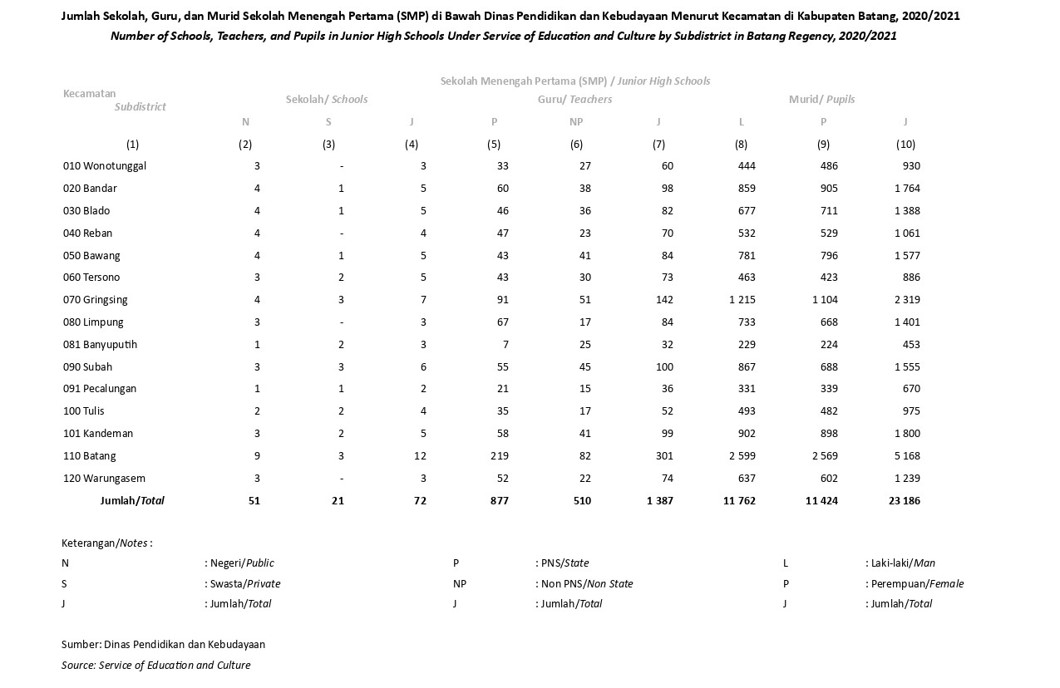 Jumlah Sekolah, Guru, dan Murid Sekolah Menengah Pertama (SMP) di Bawah Dinas Pendidikan dan Kebudayaan Menurut Kecamatan di Kabupaten Batang, 2020/2021
Number of Schools, Teachers, and Pupils in Junior High Schools Under Service of Education and Culture by Subdistrict in Batang Regency, 2020/2021
Sekolah Menengah Pertama (SMP) / Junior High Schools
Kecamatan
Subdistrict
Sekolah/ Schools Guru/ Teachers Murid/ Pupils
N S J P NP J L P J
(1) (2) (3) (4) (5) (6) (7) (8) (9) (10)
010 Wonotunggal 3 - 3 33 27 60 444 486 930
020 Bandar 4 1 5 60 38 98 859 905 1 764
030 Blado 4 1 5 46 36 82 677 711 1 388
040 Reban 4 - 4 47 23 70 532 529 1 061
050 Bawang 4 1 5 43 41 84 781 796 1 577
060 Tersono 3 2 5 43 30 73 463 423 886
070 Gringsing 4 3 7 91 51 142 1 215 1 104 2 319
080 Limpung 3 - 3 67 17 84 733 668 1 401
081 Banyuputih 1 2 3 7 25 32 229 224 453
090 Subah 3 3 6 55 45 100 867 688 1 555
091 Pecalungan 1 1 2 21 15 36 331 339 670
100 Tulis 2 2 4 35 17 52 493 482 975
101 Kandeman 3 2 5 58 41 99 902 898 1 800
110 Batang 9 3 12 219 82 301 2 599 2 569 5 168
120 Warungasem 3 - 3 52 22 74 637 602 1 239
Jumlah/Total 51 21 72 877 510 1 387 11 762 11 424 23 186
Keterangan/Notes :
N : Negeri/Public P : PNS/State L : Laki-laki/Man
S : Swasta/Private NP : Non PNS/Non State P : Perempuan/Female
J : Jumlah/Total J : Jumlah/Total J : Jumlah/Total
Sumber: Dinas Pendidikan dan Kebudayaan
Source: Service of Education and Culture